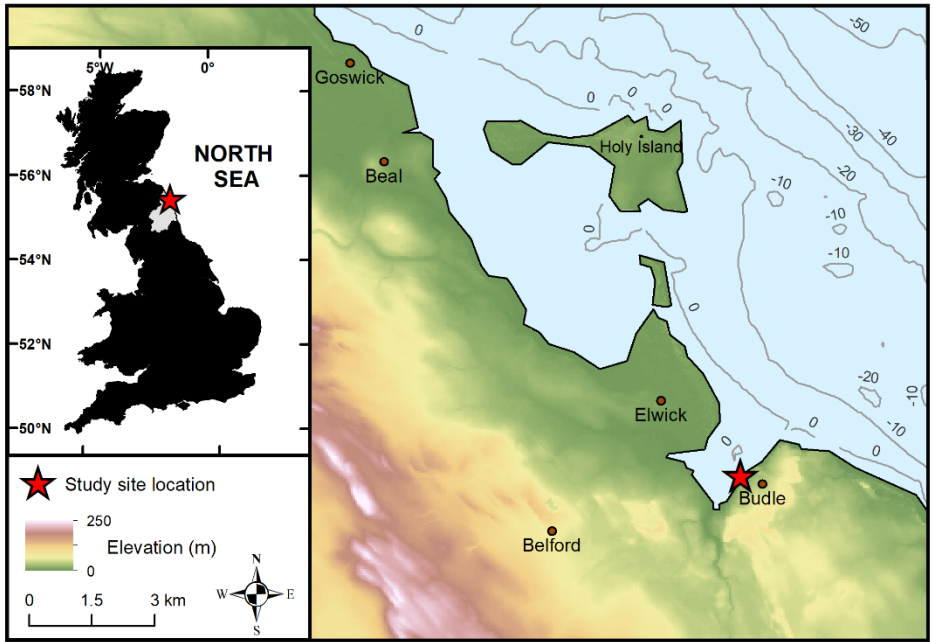 5°W
0°
58°N
56°N
54°N
52°N
50°N
NORTH
SEA
Study site location
250
Elevation (m)
0
0
1.5
3 km
N
W
E
S
0
-50
Goswick
0
0
0
-40
-30
Holy Island
Beal
-20
-10
-10
-10
0
0
-20
-10
Elwick
-10
0
0
0
Budle
Belford